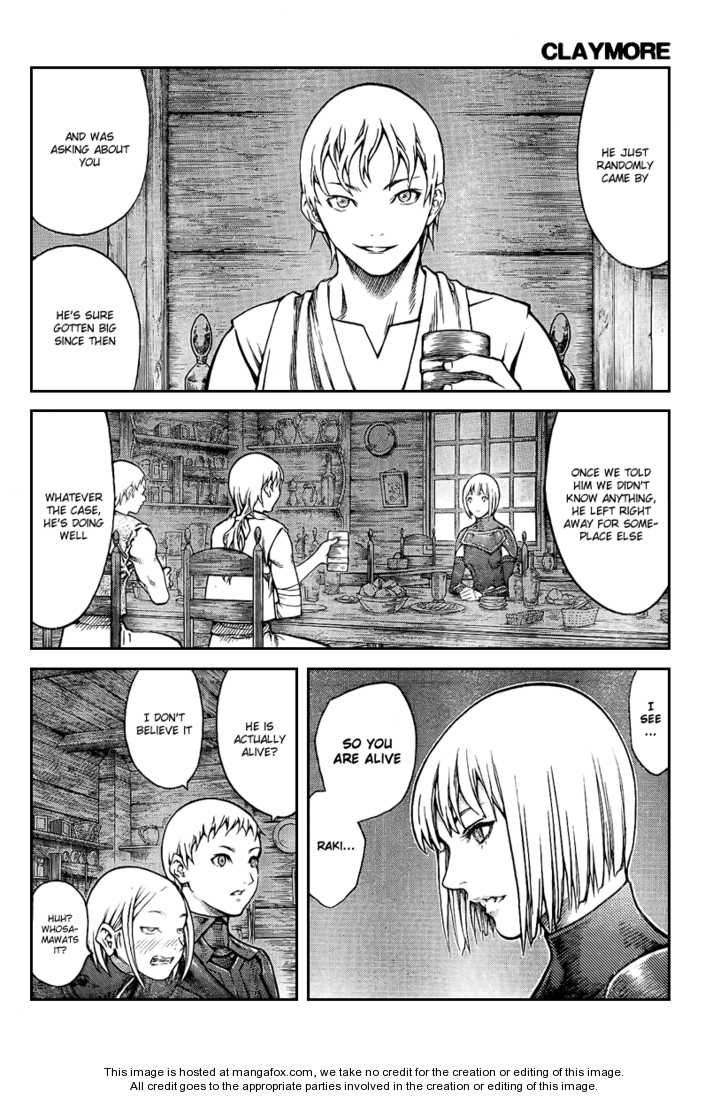 CLAYMORE
HE JUST
RANDOMLY
CAME BY
AND WAS
ASKING ABOUT
YOU
HE'S SURE
GOTTEN BIG
SINCE THEN
ONCE WE TOLD
HIM WE DIDN'T
KNOW ANYTHING,
HE LEFT RIGHT
AWAY FOR SOME-
PLACE ELSE
WHATEVER
THE CASE,
HE'S DOING
WELL
I
SEE
...
SO YOU
ARE ALIVE
RAKI...
HE IS
ACTUALLY
ALIVE?
I DON'T
BELIEVE IT
HUH?
WHOSA-
MAWATS
IT?
This image is hosted at mangafox.com, we take no credit for the creation or editing of this image.
All credit goes to the appropriate parties involved in the creation or editing of this image.